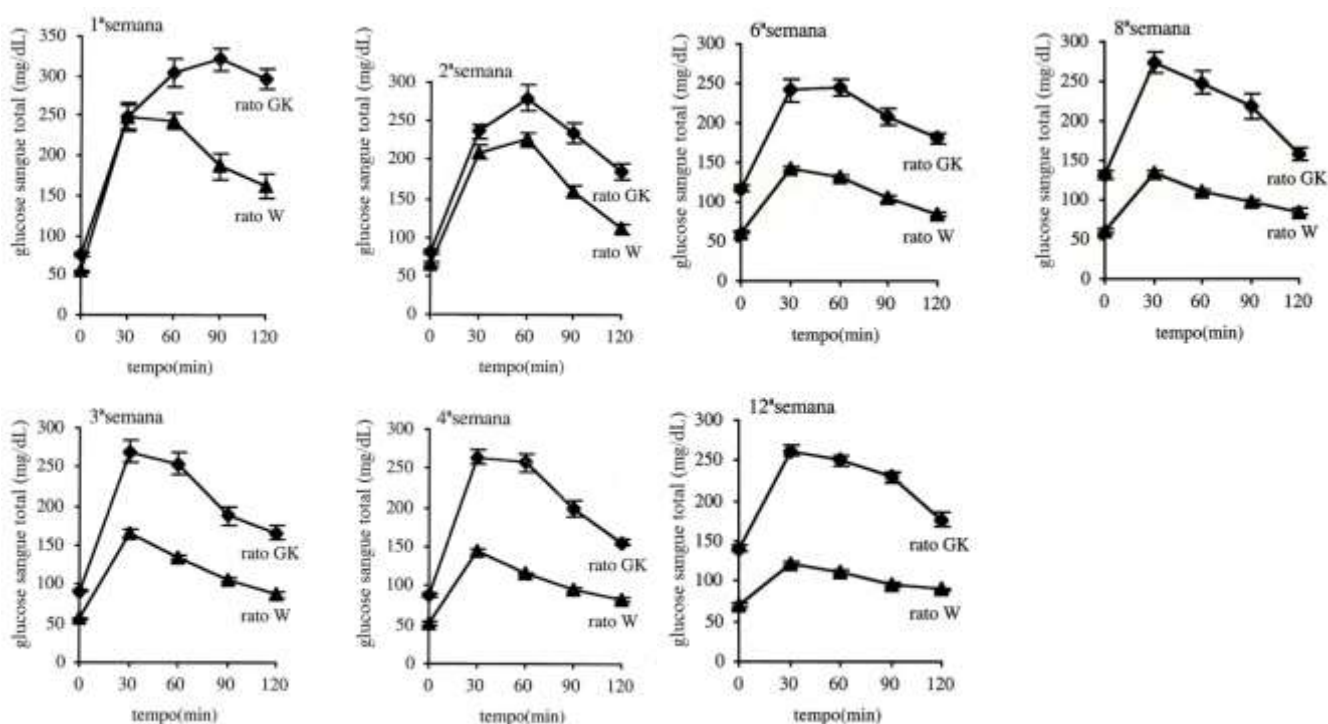 1ªsemana
glucose sangue total (mg/dL)
350
300
250
200
150
100
50
0
rato GK
rato W
0 30 60 90 120
tempo(min)
2ªsemana
glucose sangue total (mg/dL)
300
250
200
150
100
50
0
rato GK
rato W
0 30 60 90 120
tempo(min)
6ªsemana
glucose sangue total (mg/dL)
300
250
200
150
100
50
0
rato GK
rato W
0 30 60 90 120
tempo(min)
8ªsemana
glucose sangue total (mg/dL)
300
250
200
150
100
50
0
rato GK
rato W
0 30 60 90 120
tempo(min)
3ªsemana
glucose sangue total (mg/dL)
300
250
200
150
100
50
0
rato GK
rato W
0 30 60 90 120
tempo(min)
4ªsemana
glucose sangue total (mg/dL)
300
250
200
150
100
50
0
rato GK
rato W
0 30 60 90 120
tempo(min)
12ªsemana
glucose sangue total (mg/dL)
300
250
200
150
100
50
0
rato GK
rato W
0 30 60 90 120
tempo(min)